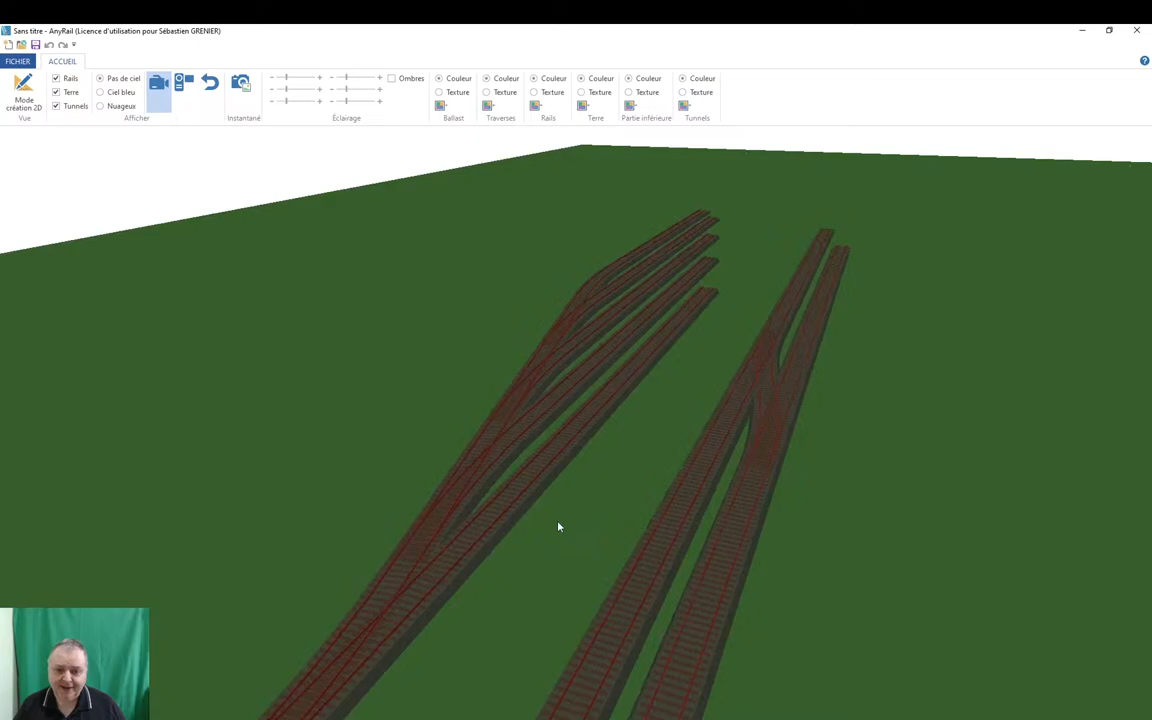 Sans titre - AnyRail (Licence d'utilisation pour Sébastien GRENIER)
FICHIER ACCUEIL
Mode création 2D
Vue
Rails
Terre
Tunnels
Pas de ciel
Ciel bleu
Nuageux
Afficher
Instantané
Ombres
Éclairage
Couleur
Texture
Ballast
Couleur
Texture
Traverses
Couleur
Texture
Rails
Couleur
Texture
Terre
Couleur
Texture
Partie inférieure
Couleur
Texture
Tunnels